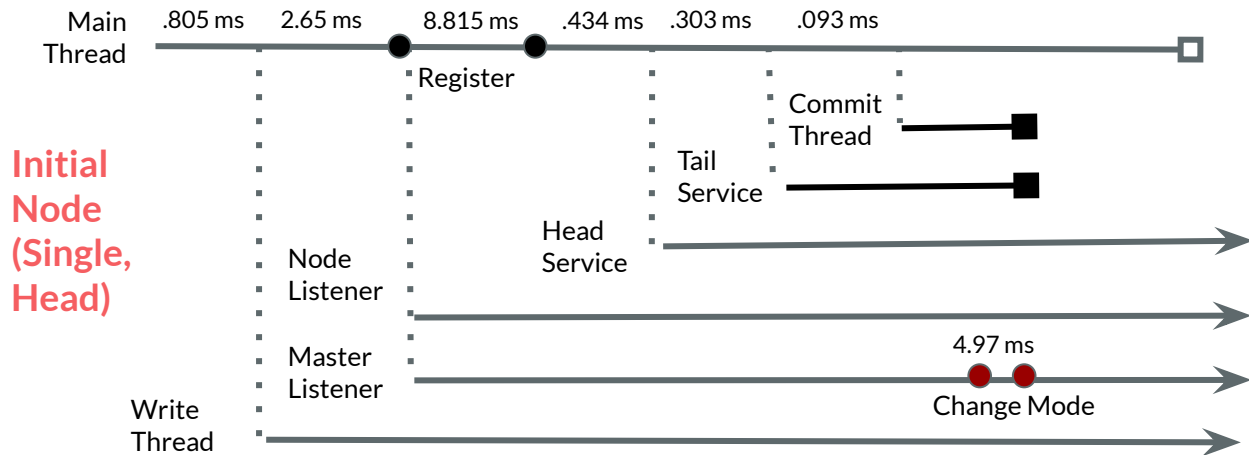 Main
Thread
.805 ms
2.65 ms
8.815 ms
.434 ms
.303 ms
.093 ms
Register
Commit
Thread
Tail
Service
Initial
Node
(Single,
Head)
Head
Service
Node
Listener
Master
Listener
4.97 ms
Change Mode
Write
Thread